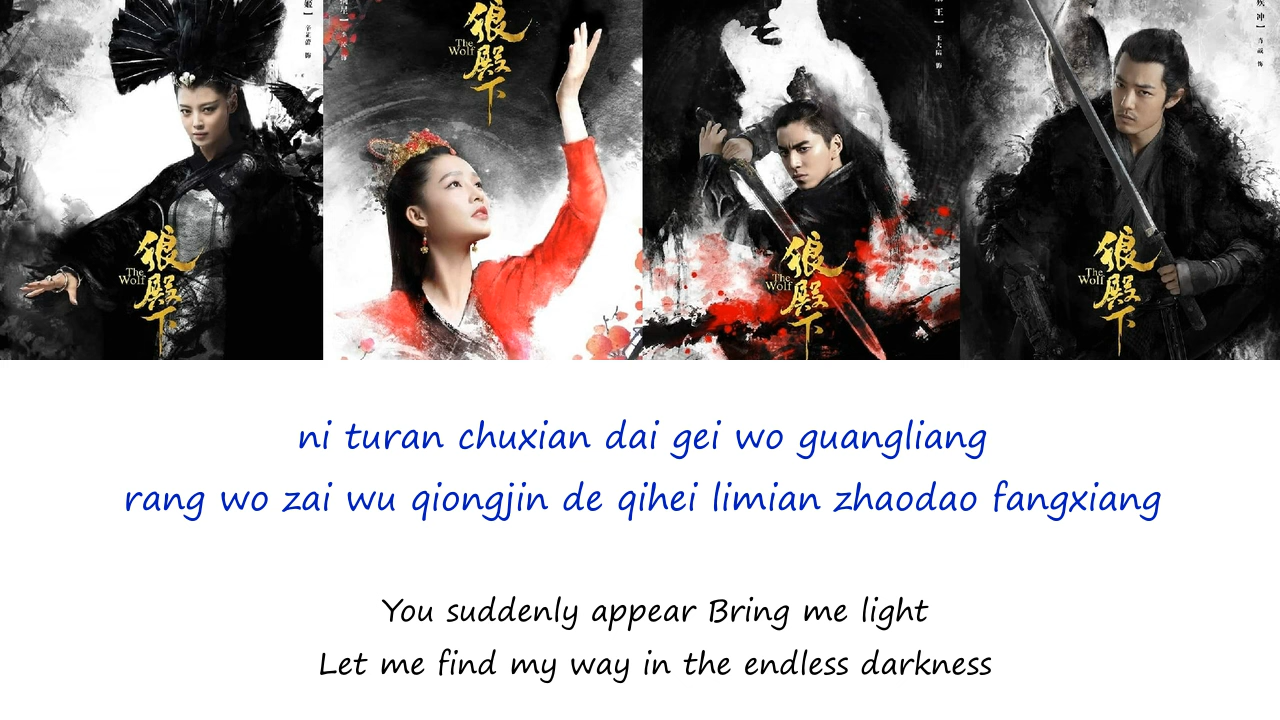 狼殿下
The Wolf
狼殿下
The Wolf
狼殿下
The Wolf
狼殿下
The Wolf
ni turan chuxian dai gei wo guangliang
rang wo zai wu qiongjin de qihei limian zhaodao fangxiang
You suddenly appear Bring me light
Let me find my way in the endless darkness